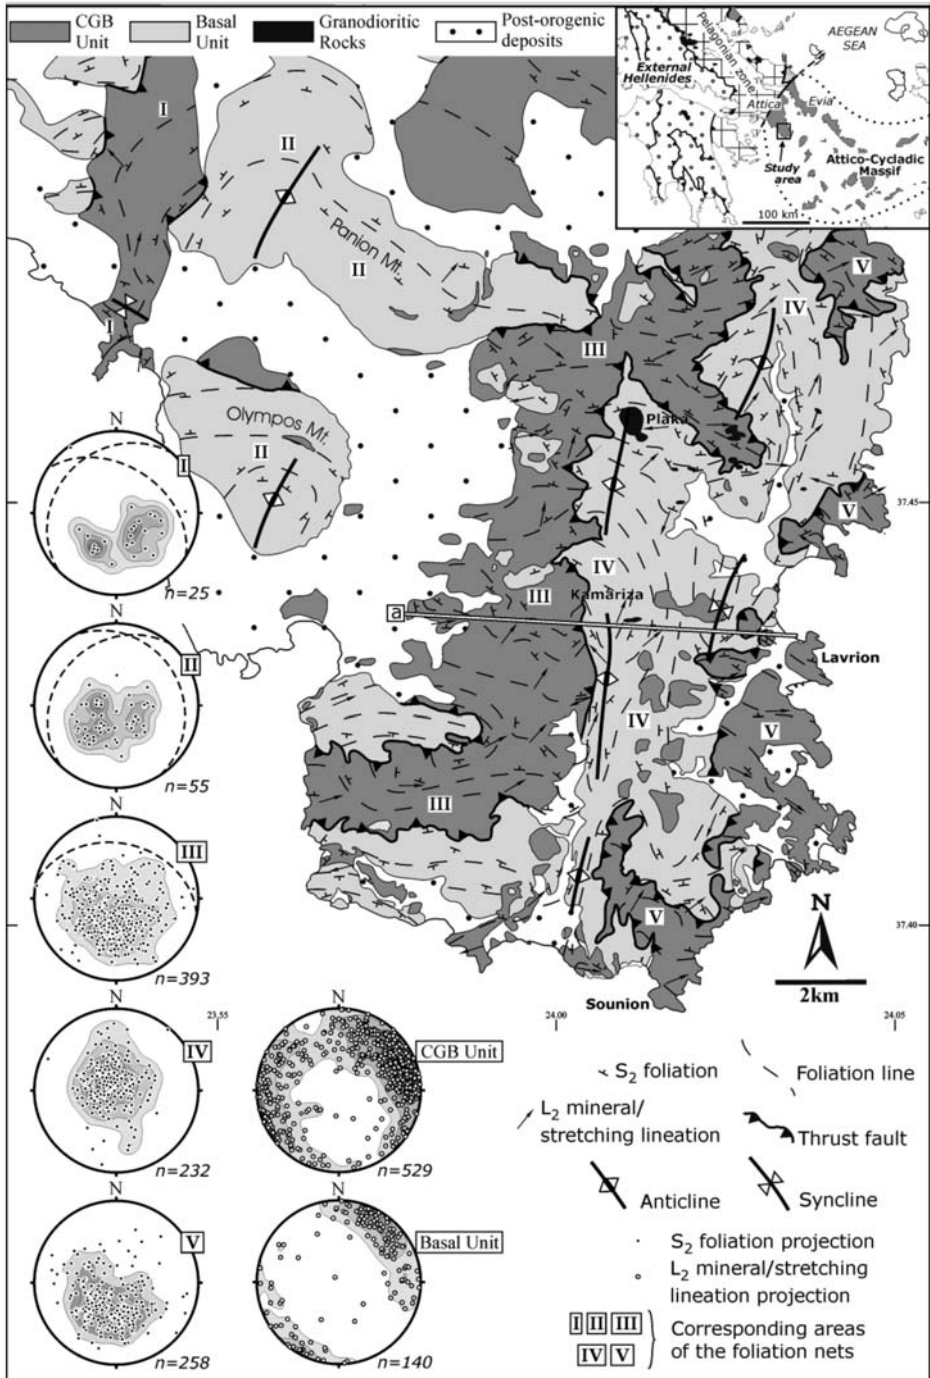 CGB Unit
Basal Unit
Granodioritic Rocks
Post-orogenic deposits
Pelagonian zone
AEGEAN SEA
External Hellenides
Attica
Evia
Study area
Attico-Cycladic Massif
100 km
I
II
Panion Mt.
II
I
V
IV
III
Plaka
Olympos Mt.
II
N
I
n=25
37.45
V
IV
III
Kamariza
a
Lavrion
N
II
n=55
IV
V
III
N
III
n=393
V
N
2km
37.40
Sounion
N
IV
n=232
23.55
24.00
24.05
N
CGB Unit
n=529
N
V
n=258
N
Basal Unit
n=140
S2 foliation
Foliation line
L2 mineral/
stretching lineation
Thrust fault
Anticline
Syncline
S2 foliation projection
L2 mineral/stretching
lineation projection
I II III
IV V
Corresponding areas
of the foliation nets